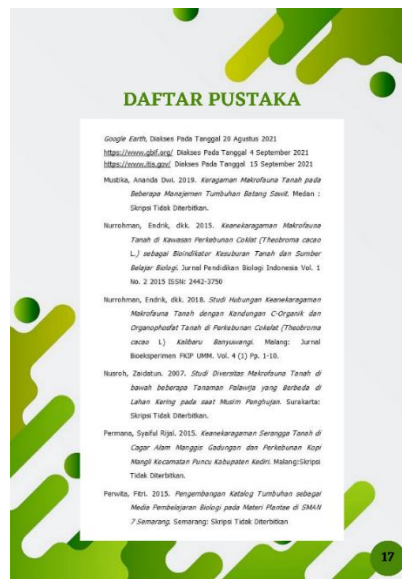 DAFTAR PUSTAKA
Google Earth, Diakses Pada Tanggal 20 Agustus 2021
https://www.gbif.org/ Diakses Pada Tanggal 4 September 2021
https://www.itis.gov/ Diakses Pada Tanggal 15 September 2021
Mustika, Ananda Dwi. 2019. Keragaman Makrofauna Tanah pada
Beberapa Manajemen Tumbuhan Batang Sawit. Medan :
Skripsi Tidak Diterbitkan.
Nurrohman, Endrik, dkk. 2015. Keanekaragaman Makrofauna
Tanah di Kawasan Perkebunan Coklat (Theobroma cacao
L.) sebagai Bioindikator Kesuburan Tanah dan Sumber
Belajar Biologi. Jurnal Pendidikan Biologi Indonesia Vol. 1
No. 2 2015 ISSN: 2442-3750
Nurrohman, Endrik, dkk. 2018. Studi Hubungan Keanekaragaman
Makrofauna Tanah dengan Kandungan C-Organik dan
Organophosfat Tanah di Perkebunan Cokelat (Theobroma
cacao L) Kalibaru Banyuwangi. Malang: Jurnal
Bioeksperimen FKIP UMM. Vol. 4 (1) Pp. 1-10.
Nusroh, Zaidatun. 2007. Studi Diversitas Makrofauna Tanah di
bawah beberapa Tanaman Palawija yang Berbeda di
Lahan Kering pada saat Musim Penghujan. Surakarta:
Skripsi Tidak Diterbitkan.
Permana, Syaiful Rijal. 2015. Keanekaragaman Serangga Tanah di
Cagar Alam Manggis Gadungan dan Perkebunan Kopi
Mangli Kecamatan Puncu Kabupaten Kediri. Malang:Skripsi
Tidak Diterbitkan.
Perwita, Fitri. 2015. Pengembangan Katalog Tumbuhan sebagai
Media Pembelajaran Biologi pada Materi Plantae di SMAN
7 Semarang. Semarang: Skripsi Tidak Diterbitkan
17